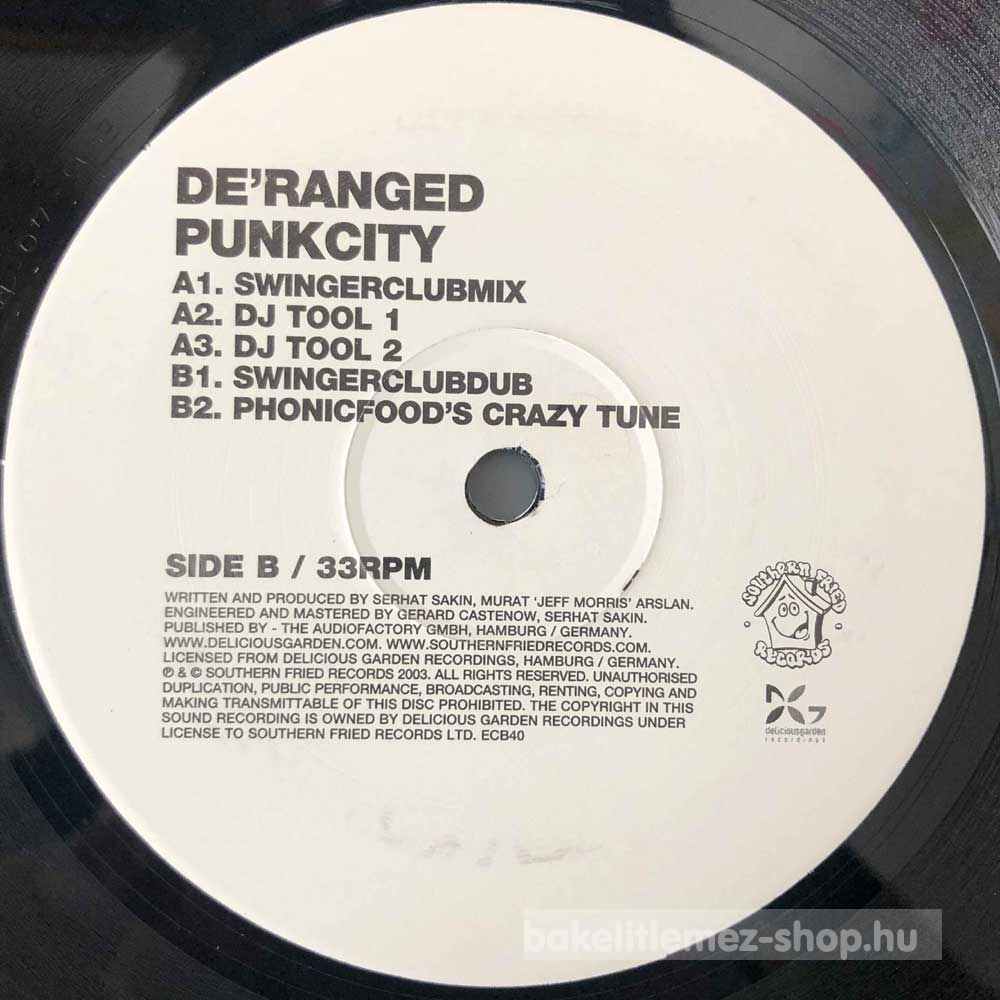 DE'RANGED
PUNKCITY
A1. SWINGERCLUBMIX
A2. DJ TOOL 1
A3. DJ TOOL 2
B1. SWINGERCLUBDUB
B2. PHONICFOOD'S CRAZY TUNE
SIDE B / 33RPM
WRITTEN AND PRODUCED BY SERHAT SAKIN, MURAT 'JEFF MORRIS' ARSLAN.
ENGINEERED AND MASTERED BY GERARD CASTENOW, SERHAT SAKIN.
PUBLISHED BY - THE AUDIOFACTORY GMBH, HAMBURG / GERMANY.
WWW.DELICIOUSGARDEN.COM. WWW.SOUTHERNFRIEDRECORDS.COM.
LICENSED FROM DELICIOUS GARDEN RECORDINGS, HAMBURG / GERMANY.
℗ & © SOUTHERN FRIED RECORDS 2003. ALL RIGHTS RESERVED. UNAUTHORISED
DUPLICATION, PUBLIC PERFORMANCE, BROADCASTING, RENTING, COPYING AND
MAKING TRANSMITTABLE OF THIS DISC PROHIBITED. THE COPYRIGHT IN THIS
SOUND RECORDING IS OWNED BY DELICIOUS GARDEN RECORDINGS UNDER
LICENSE TO SOUTHERN FRIED RECORDS LTD. ECB40
SOUTHERN FRIED
RECORDS
DG
deliciousgarden
recordings
bakelitlemez-shop.hu